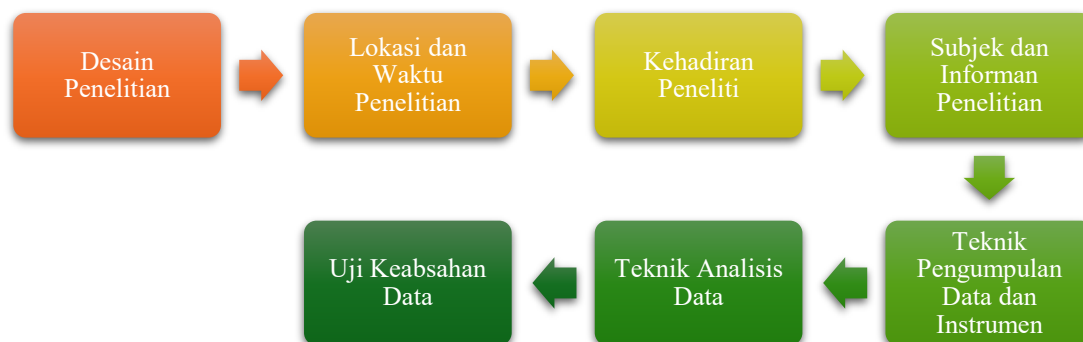 Desain
Penelitian
Lokasi dan
Waktu
Penelitian
Kehadiran
Peneliti
Subjek dan
Informan
Penelitian
Teknik
Pengumpulan
Data dan
Instrumen
Teknik Analisis
Data
Uji Keabsahan
Data